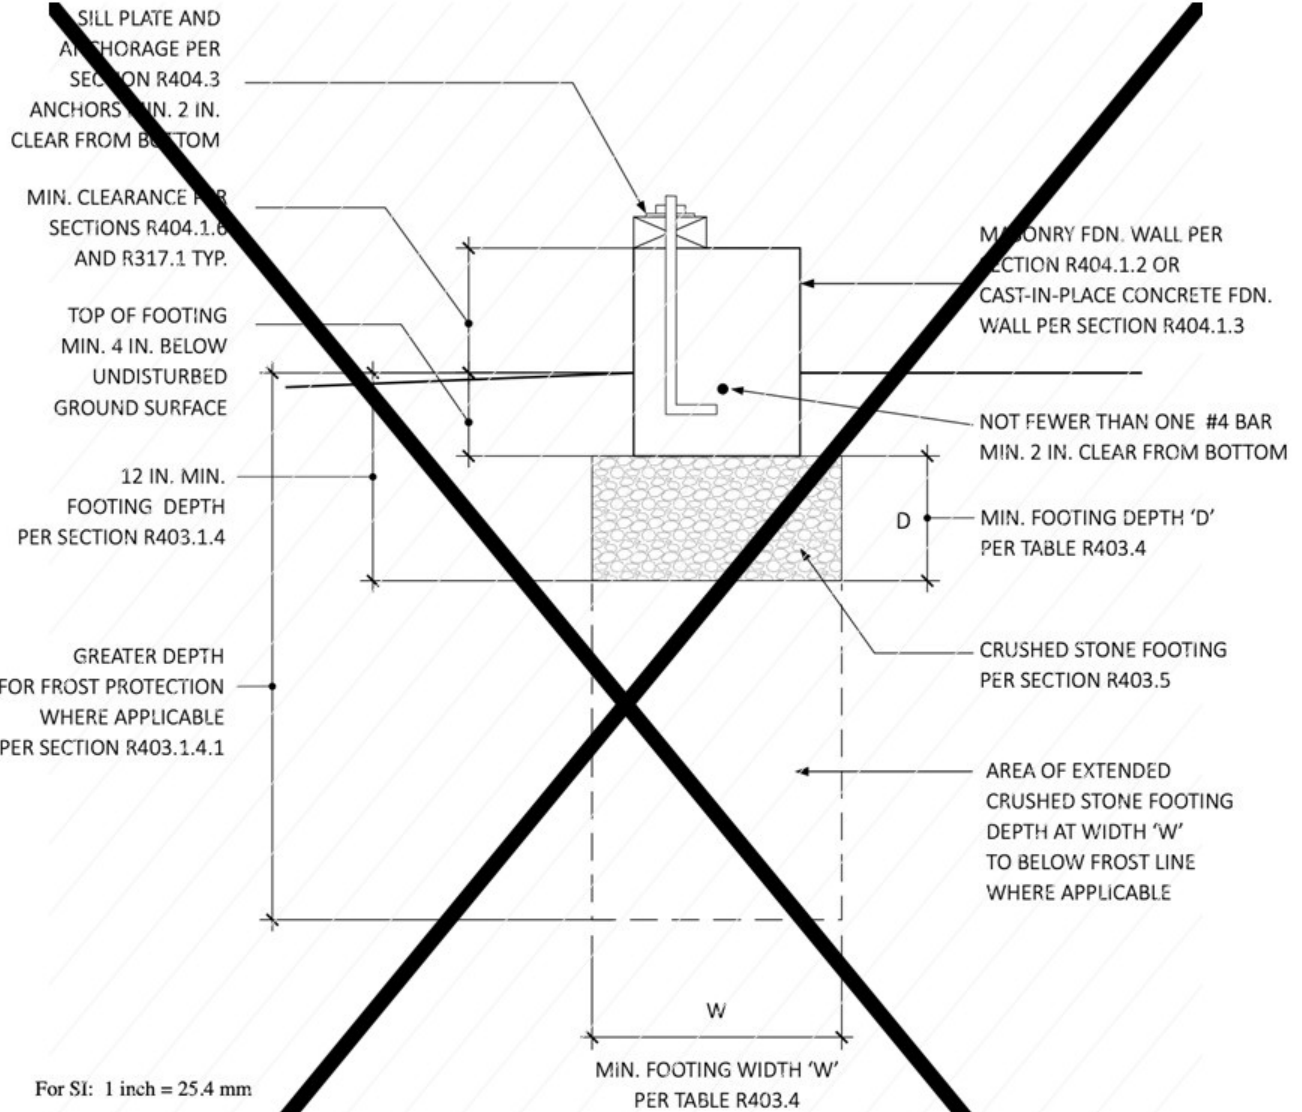 SILL PLATE AND
ANCHORAGE PER
SECTION R404.3
ANCHORS MIN. 2 IN.
CLEAR FROM BOTTOM
MIN. CLEARANCE PER
SECTIONS R404.1.6
AND R317.1 TYP.
TOP OF FOOTING
MIN. 4 IN. BELOW
UNDISTURBED
GROUND SURFACE
12 IN. MIN.
FOOTING DEPTH
PER SECTION R403.1.4
GREATER DEPTH
FOR FROST PROTECTION
WHERE APPLICABLE
PER SECTION R403.1.4.1
MASONRY FDN. WALL PER
SECTION R404.1.2 OR
CAST-IN-PLACE CONCRETE FDN.
WALL PER SECTION R404.1.3
NOT FEWER THAN ONE #4 BAR
MIN. 2 IN. CLEAR FROM BOTTOM
D
MIN. FOOTING DEPTH ‘D’
PER TABLE R403.4
CRUSHED STONE FOOTING
PER SECTION R403.5
AREA OF EXTENDED
CRUSHED STONE FOOTING
DEPTH AT WIDTH ‘W’
TO BELOW FROST LINE
WHERE APPLICABLE
W
MIN. FOOTING WIDTH ‘W’
PER TABLE R403.4
For SI: 1 inch = 25.4 mm